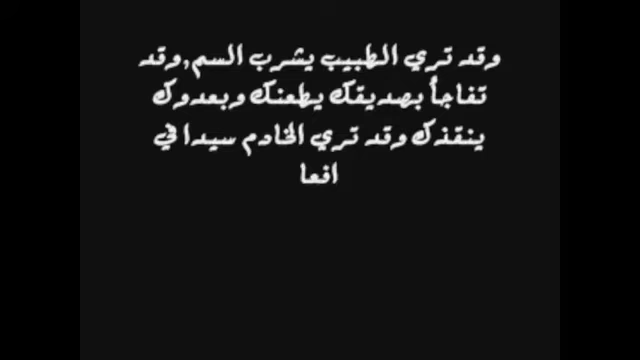 وقد تري الطبيب يشرب السم,وقد
تفاجأ بصديقك يطعنك وبعدوك
ينقذك وقد تري الخادم سيدا في
افعا